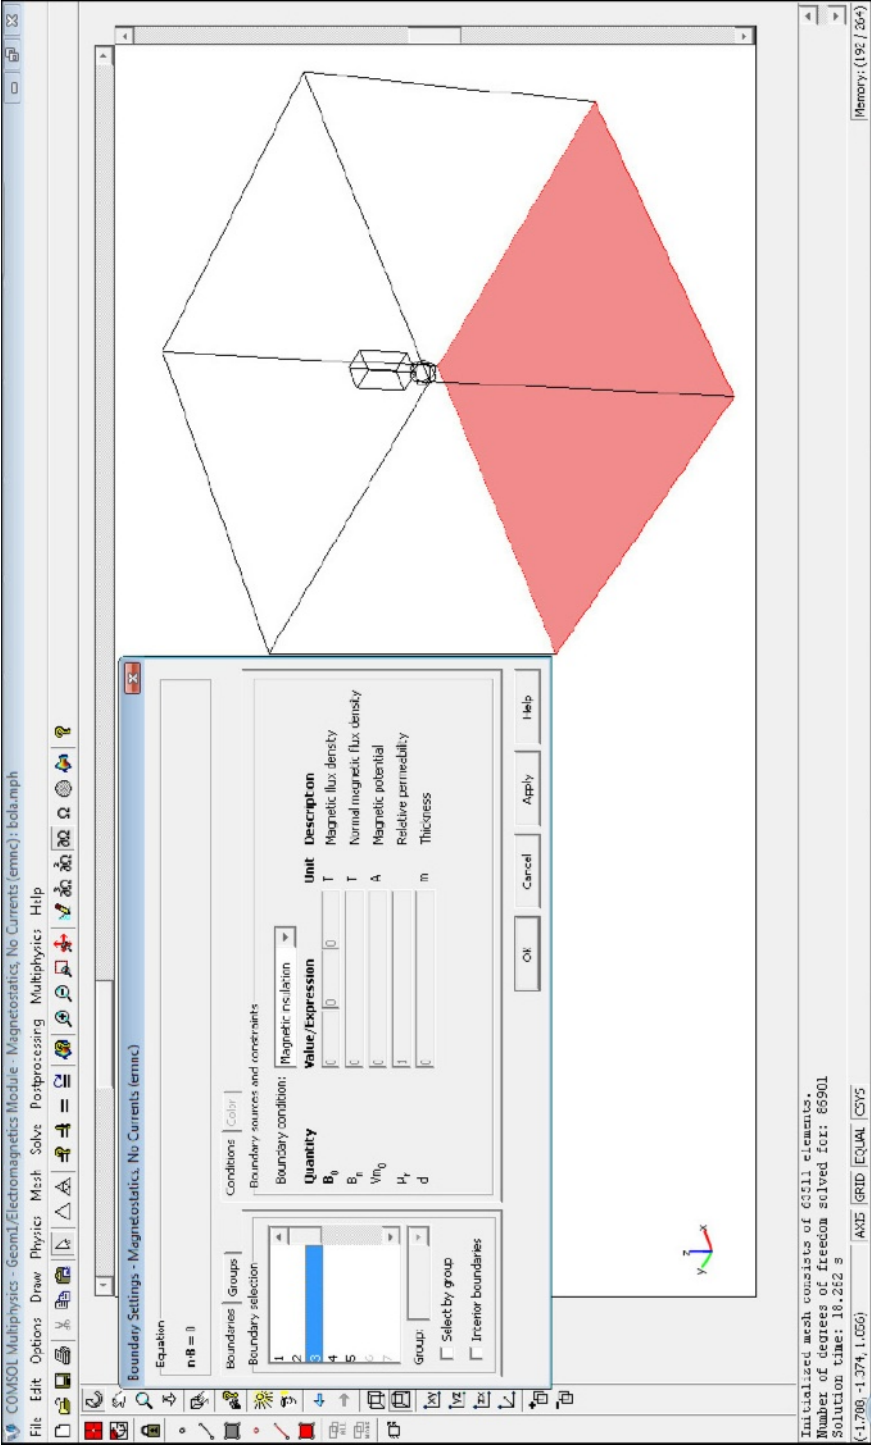 COMSOL Multiphysics - Geom1/Electromagnetics Module - Magnetostatics, No Currents (emnc) : bola.mph
File Edit Options Draw Physics Mesh Solve Postprocessing Multiphysics Help
Boundary Settings - Magnetostatics, No Currents (emnc)
Equation
n·B = 0
Boundaries Groups
Boundary selection
1
2
3
4
5
6
7
Group:
Select by group
Interior boundaries
Conditions Color
Boundary sources and constraints
Boundary condition: Magnetic insulation
Quantity Value/Expression Unit Description
B0 0 0 0 T Magnetic flux density
Bn 0 T Normal magnetic flux density
Vm0 0 A Magnetic potential
μr 1 Relative permeability
d 0 m Thickness
OK Cancel Apply Help
z
y
x
Initialized mesh consists of 63511 elements.
Number of degrees of freedom solved for: 86901
Solution time: 18.262 s
(-1.788, -1.374, 1.056) AXIS GRID EQUAL CSYS Memory: (192 / 264)